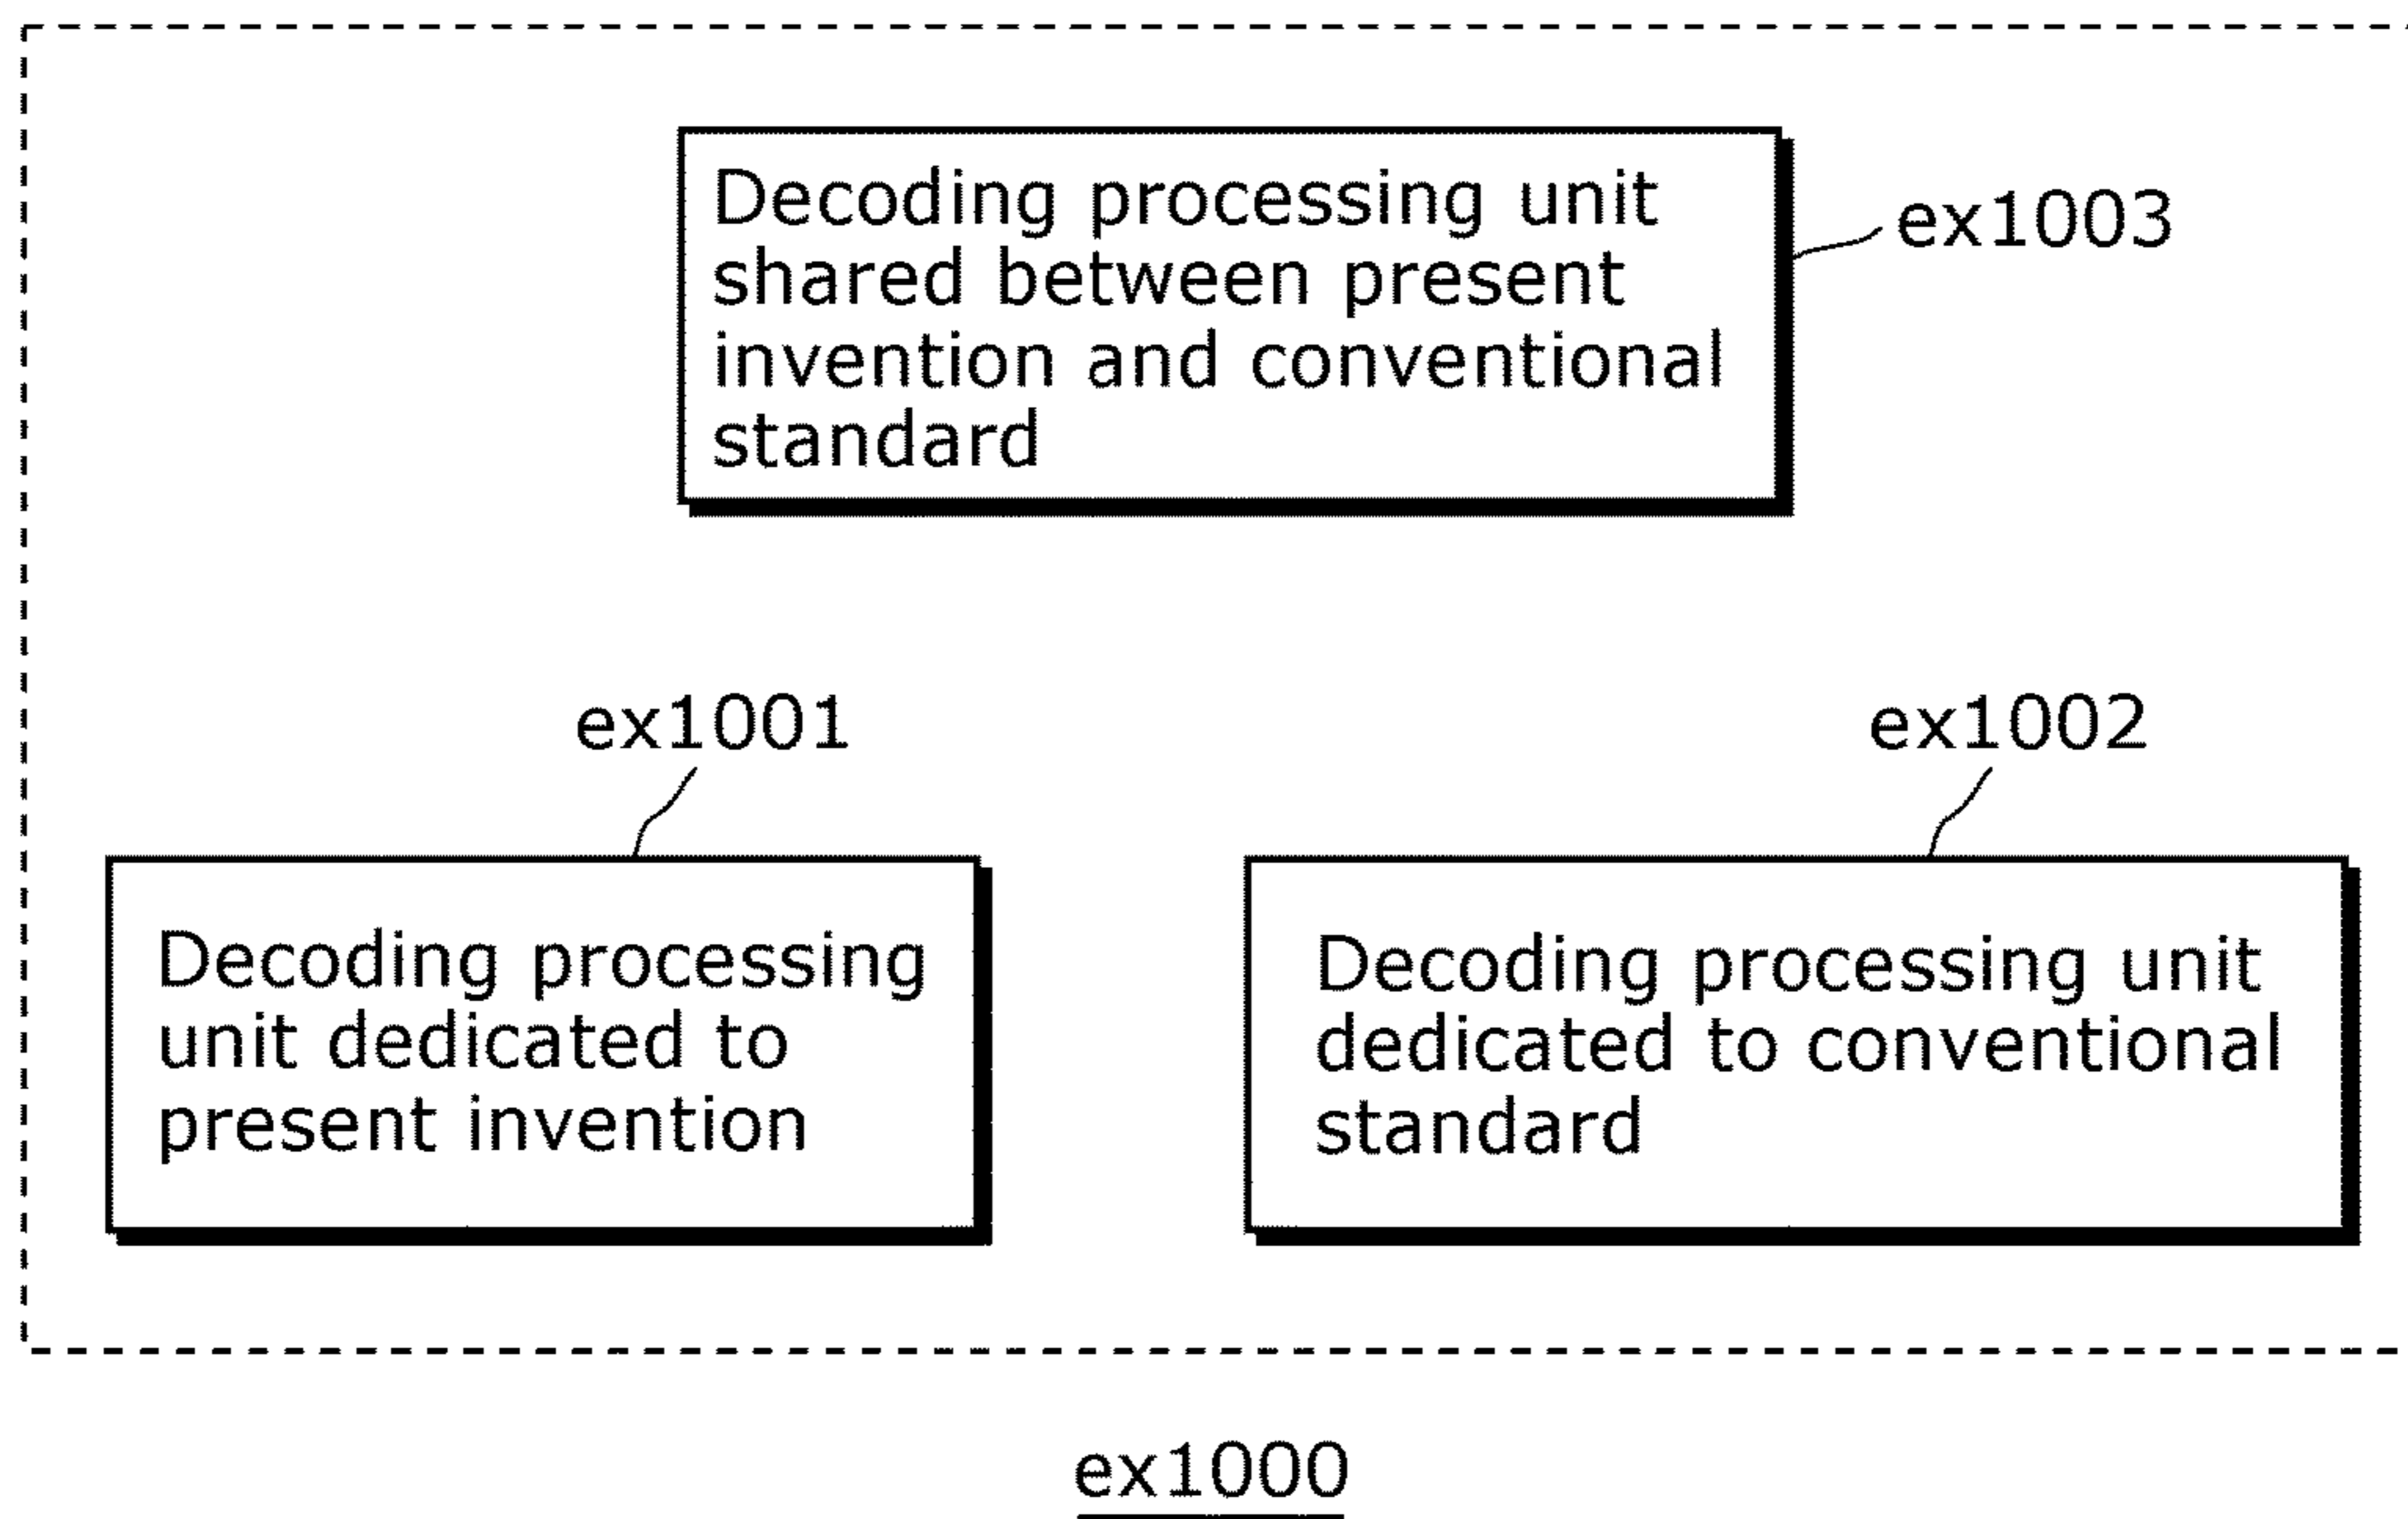 Decoding processing unit
shared between present
invention and conventional
standard
ex1003
ex1001
ex1002
Decoding processing
unit dedicated to
present invention
Decoding processing unit
dedicated to conventional
standard
ex1000